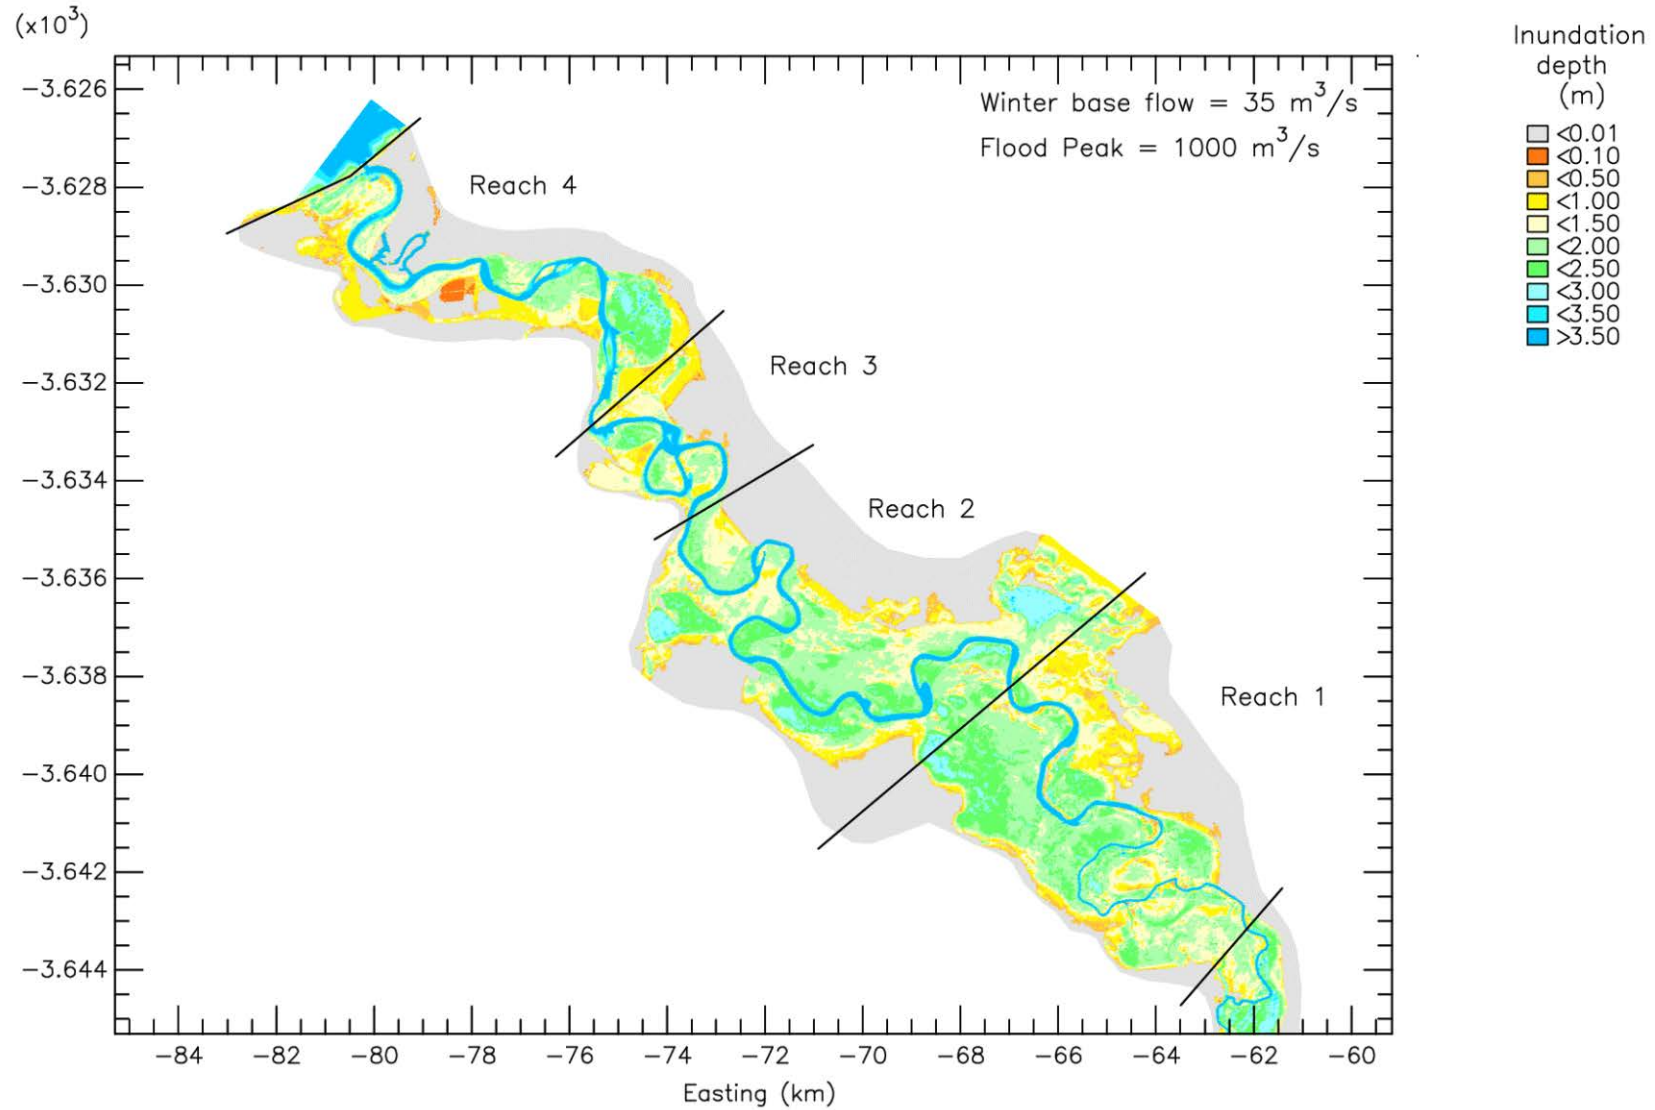 (x10³)
Inundation
depth
(m)
Winter base flow = 35 m³/s
Flood Peak = 1000 m³/s
<0.01
<0.10
<0.50
<1.00
<1.50
<2.00
<2.50
<3.00
<3.50
>3.50
−3.626
−3.628
−3.630
−3.632
−3.634
−3.636
−3.638
−3.640
−3.642
−3.644
Reach 4
Reach 3
Reach 2
Reach 1
−84 −82 −80 −78 −76 −74 −72 −70 −68 −66 −64 −62 −60
Easting (km)